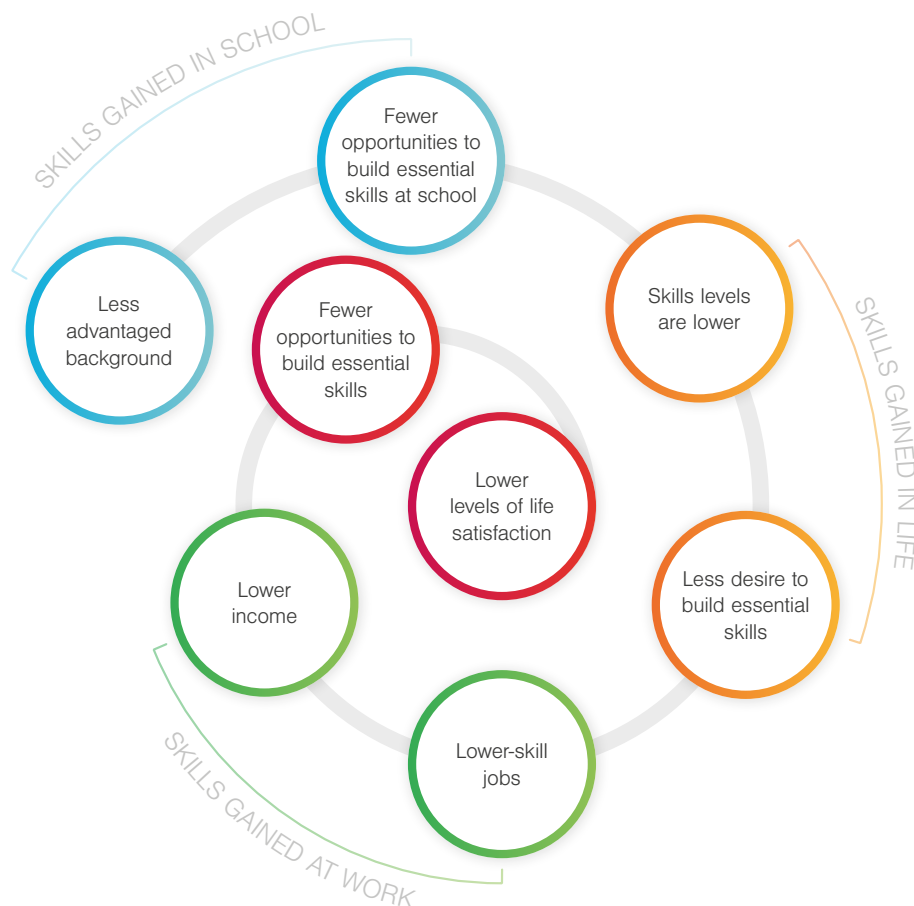 SKILLS GAINED IN SCHOOL
Fewer
opportunities to
build essential
skills at school
Less
advantaged
background
Fewer
opportunities to
build essential
skills
Skills levels
are lower
SKILLS GAINED IN LIFE
Lower
levels of life
satisfaction
Less desire to
build essential
skills
Lower
income
Lower-skill
jobs
SKILLS GAINED AT WORK